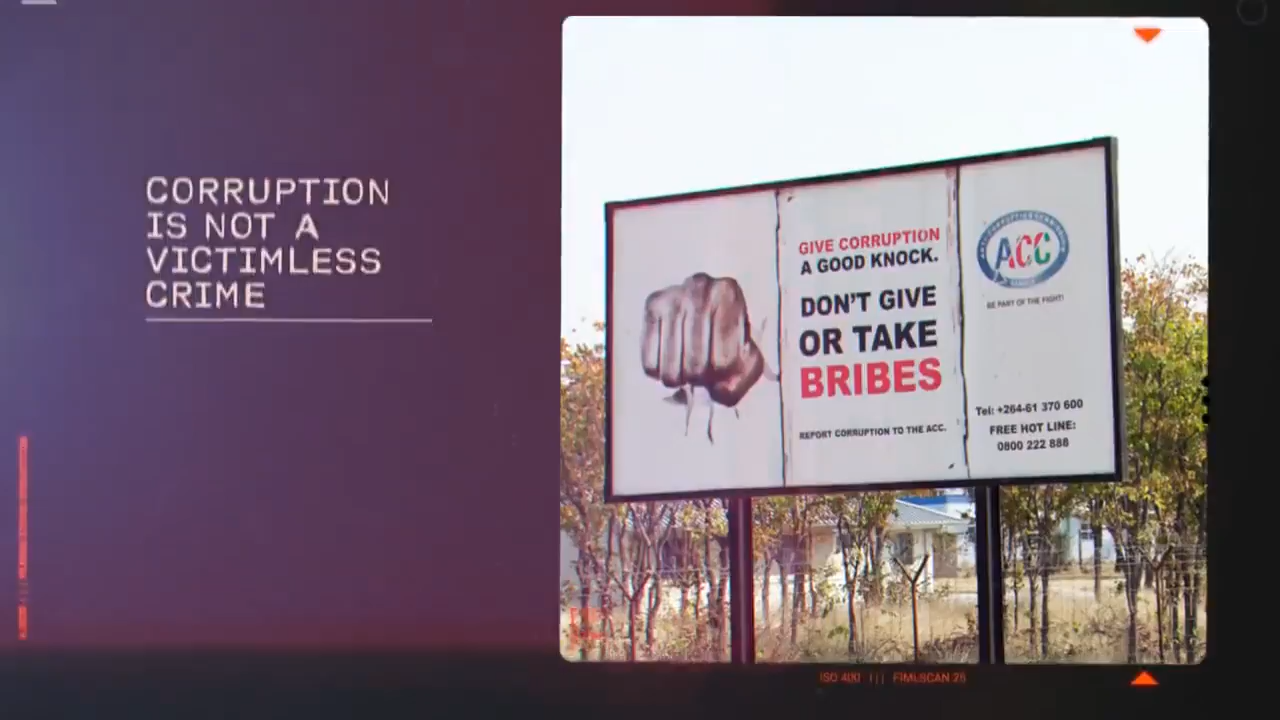 CORRUPTION
IS NOT A
VICTIMLESS
CRIME
GIVE CORRUPTION
A GOOD KNOCK.
DON'T GIVE
OR TAKE
BRIBES
REPORT CORRUPTION TO THE ACC.
ACC
BE PART OF THE FIGHT!
Tel: +264-61 370 600
FREE HOT LINE:
0800 222 888
ISO 400 ||| FIMLSCAN 26